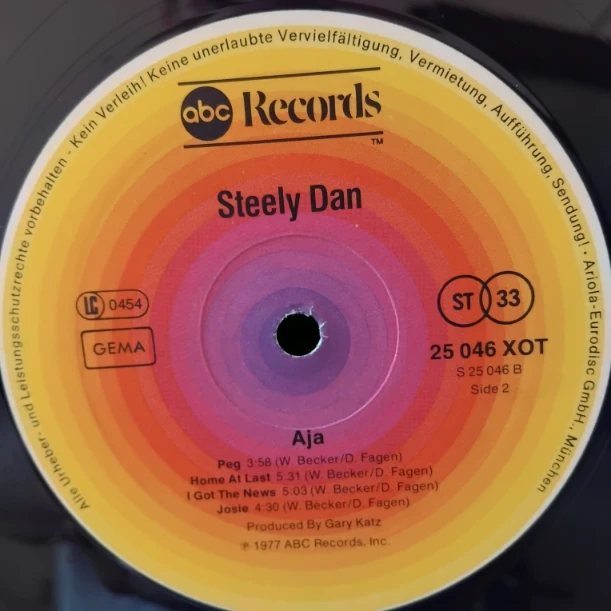 Alle Urheber- und Leistungsschutzrechte vorbehalten - Kein Verleih! Keine unerlaubte Vervielfältigung, Vermietung, Aufführung, Sendung! · Ariola-Eurodisc GmbH., München
abc Records
TM
Steely Dan
LC 0454
GEMA
ST 33
25 046 XOT
S 25 046 B
Side 2
Aja
Peg 3:58 (W. Becker/D. Fagen)
Home At Last 5:31 (W. Becker/D. Fagen)
I Got The News 5:03 (W. Becker/D. Fagen)
Josie 4:30 (W. Becker/D. Fagen)
Produced By Gary Katz
℗ 1977 ABC Records, Inc.